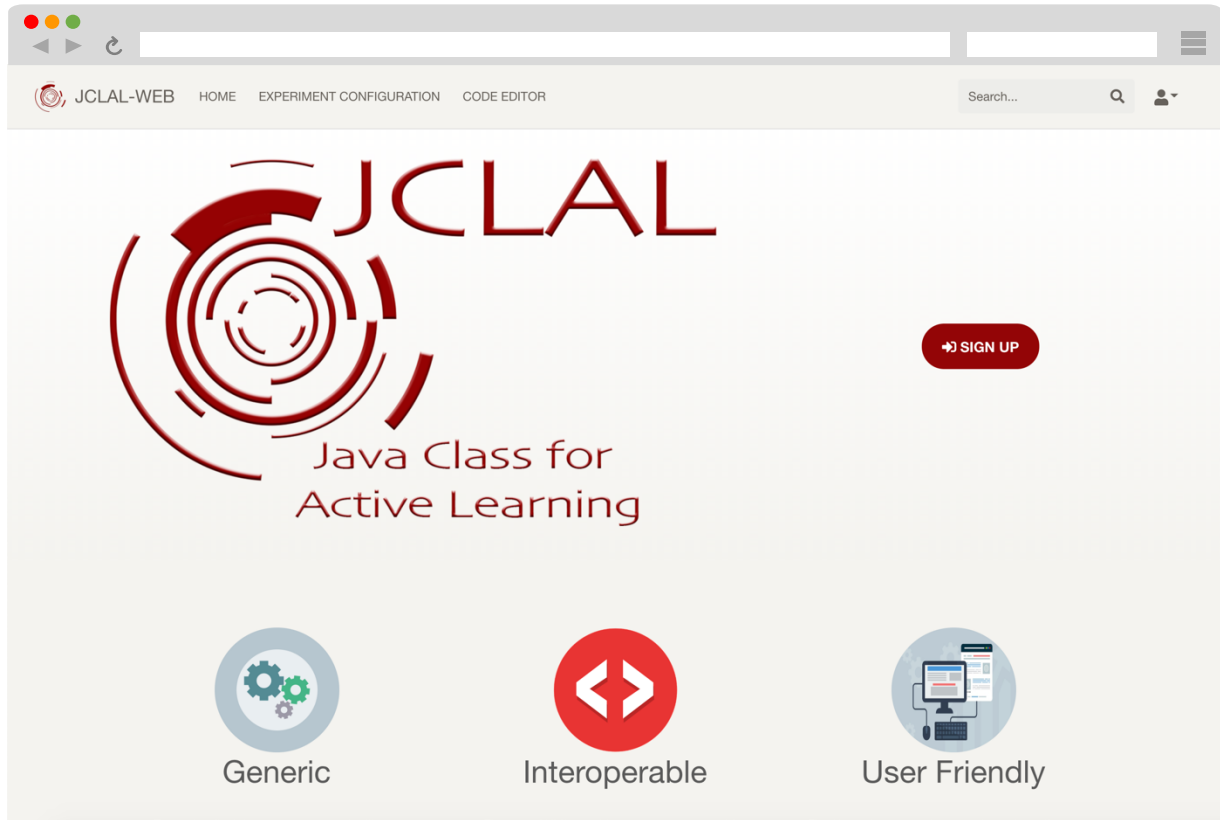 JCLAL-WEB HOME EXPERIMENT CONFIGURATION CODE EDITOR Search...
JCLAL
SIGN UP
Java Class for
Active Learning
Generic Interoperable User Friendly